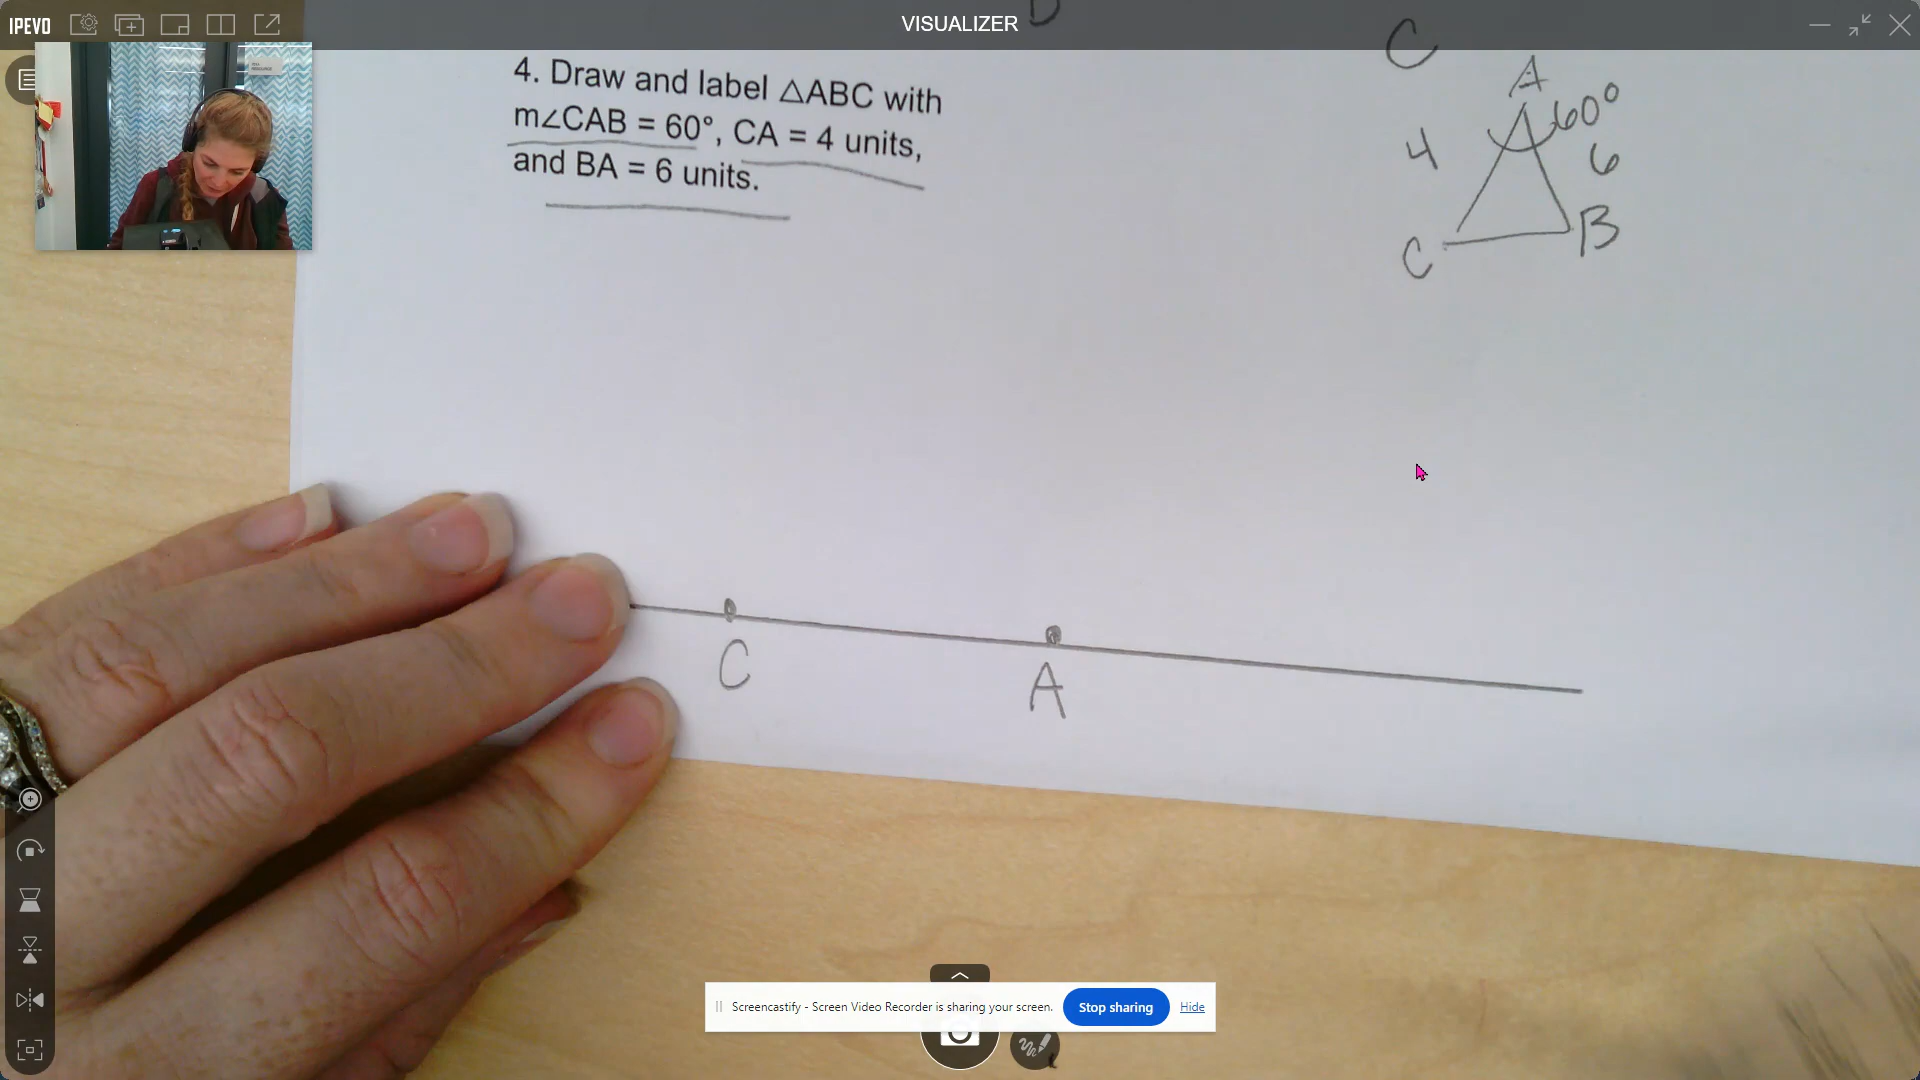 IPEVO
VISUALIZER
D
C
4. Draw and label △ABC with
m∠CAB = 60°, CA = 4 units,
and BA = 6 units.
A
60°
4
6
C
B
C
A
Screencastify - Screen Video Recorder is sharing your screen.
Stop sharing
Hide